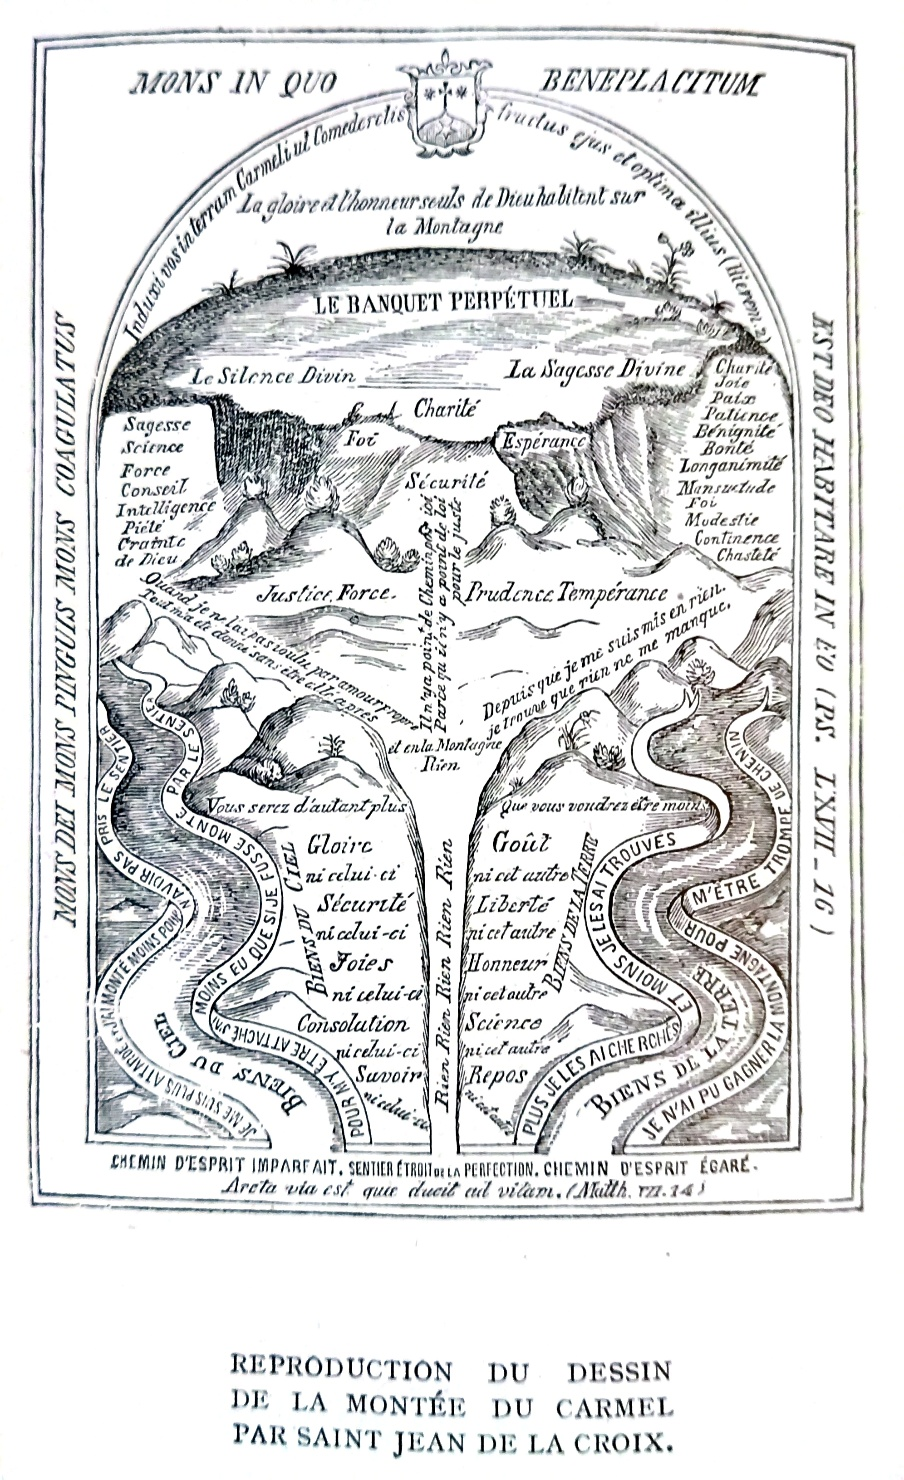 MONS IN QUO BENEPLACITUM
EST DEO HABITARE IN EO (PS. LXVII _ 16)
MONS DEI MONS PINGUIS MONS COAGULATUS
Induxi vos in terram Carmeli ut Comederetis fructus ejus et optima illius (Hierem. 2)
La gloire et l'honneur seuls de Dieu habitent sur
la Montagne
LE BANQUET PERPÉTUEL
Le Silence Divin
La Sagesse Divine
Charité
Foi
Espérance
Sécurité
Sagesse
Science
Force
Conseil
Intelligence
Piété
Crainte
de Dieu
Charité
Joie
Paix
Patience
Bénignité
Bonté
Longanimité
Mansuétude
Foi
Modestie
Continence
Chasteté
Justice. Force.
Prudence Tempérance
Il n'y a point de Chemin par ici
Parce qu'il n'y a point de loi
pour le juste
Quand je ne l'ai pas voulu par amour propre
Tout m'a été donné sans être allé après
Depuis que je me suis mis en rien.
je trouve que rien ne me manque.
et en la Montagne
Rien.
Vous serez d'autant plus
Que vous voudrez être moins
Gloire
ni celui-ci
Sécurité
ni celui-ci
Joies
ni celui-ci
Consolation
ni celui-ci
Savoir
ni celui-ci
BIENS DU CIEL
Rien Rien Rien Rien Rien Rien
Goût
ni cet autre
Liberté
ni cet autre
Honneur
ni cet autre
Science
ni cet autre
Repos
ni cet autre
BIENS DE LA TERRE
JE ME SUIS PLUS ATTARDÉ ET J'AI MONTÉ MOINS POUR N'AVOIR PAS PRIS LE SENTIER
BIENS DU CIEL
POUR M'Y ÊTRE ATTACHÉ J'AI MOINS EU QUE SI JE FUSSE MONTÉ PAR LE SENTIER
PLUS JE LES AI CHERCHÉS ET MOINS JE LES AI TROUVÉS
BIENS DE LA TERRE
JE N'AI PU GAGNER LA MONTAGNE POUR M'ÊTRE TROMPÉ DE CHEMIN
CHEMIN D'ESPRIT IMPARFAIT. SENTIER ÉTROIT DE LA PERFECTION. CHEMIN D'ESPRIT ÉGARÉ.
Arcta via est quæ ducit ad vitam. (Matth. VII. 14)
REPRODUCTION DU DESSIN
DE LA MONTÉE DU CARMEL
PAR SAINT JEAN DE LA CROIX.